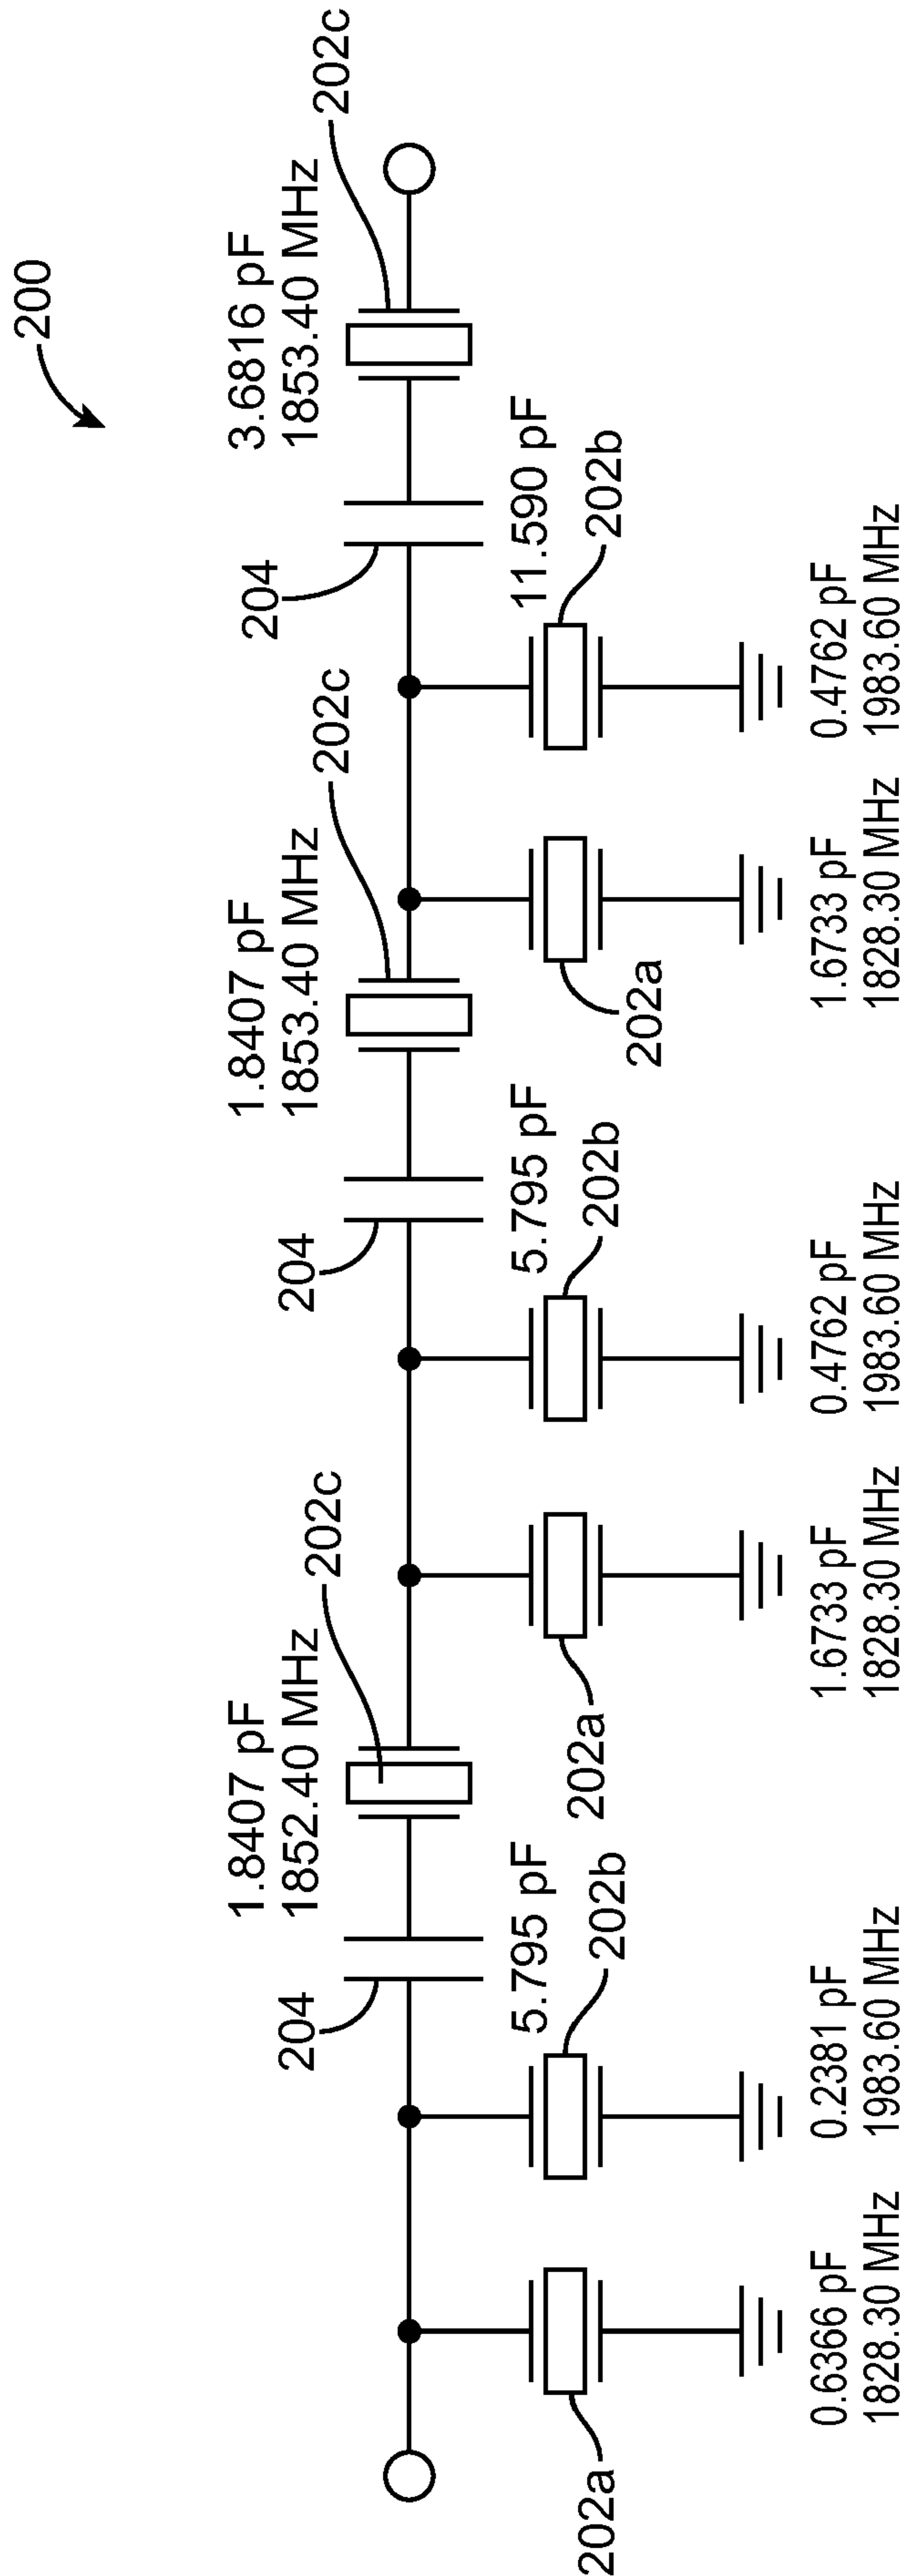 200
1.8407 pF
1852.40 MHz
202c
1.8407 pF
1853.40 MHz
202c
3.6816 pF
1853.40 MHz
202c
204
204
204
5.795 pF
5.795 pF
11.590 pF
202a
202b
202a
202b
202a
202b
0.6366 pF
1828.30 MHz
0.2381 pF
1983.60 MHz
1.6733 pF
1828.30 MHz
0.4762 pF
1983.60 MHz
1.6733 pF
1828.30 MHz
0.4762 pF
1983.60 MHz